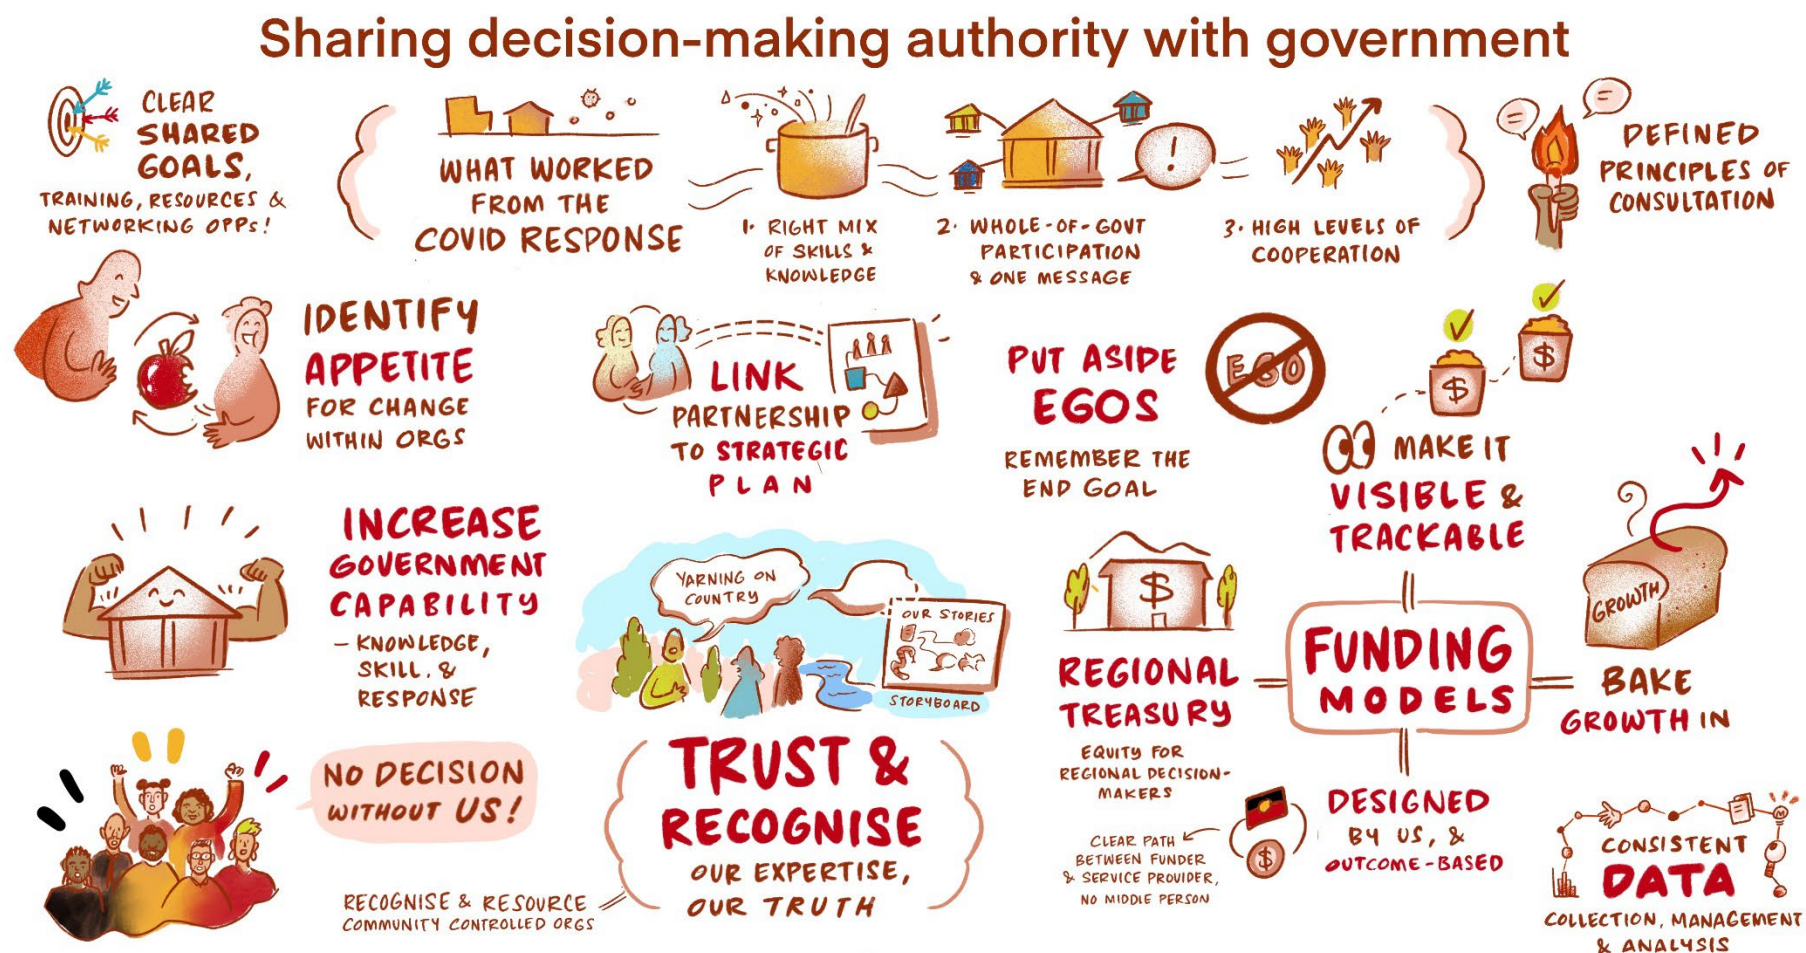 Sharing decision-making authority with government
CLEAR
SHARED
GOALS,
TRAINING, RESOURCES &
NETWORKING OPPs!
WHAT WORKED
FROM THE
COVID RESPONSE
1. RIGHT MIX
OF SKILLS &
KNOWLEDGE
2. WHOLE-OF-GOVT
PARTICIPATION
& ONE MESSAGE
!
3. HIGH LEVELS OF
COOPERATION
DEFINED
PRINCIPLES OF
CONSULTATION
IDENTIFY
APPETITE
FOR CHANGE
WITHIN ORGS
LINK
PARTNERSHIP
TO STRATEGIC
PLAN
PUT ASIDE
EGOS
REMEMBER THE
END GOAL
EGO
$
$
MAKE IT
VISIBLE &
TRACKABLE
INCREASE
GOVERNMENT
CAPABILITY
- KNOWLEDGE,
SKILL, &
RESPONSE
YARNING ON
COUNTRY
OUR STORIES
STORYBOARD
$
REGIONAL
TREASURY
EQUITY FOR
REGIONAL DECISION-
MAKERS
FUNDING
MODELS
GROWTH
BAKE
GROWTH IN
NO DECISION
WITHOUT US!
TRUST &
RECOGNISE
OUR EXPERTISE,
OUR TRUTH
RECOGNISE & RESOURCE
COMMUNITY CONTROLLED ORGS
CLEAR PATH
BETWEEN FUNDER
& SERVICE PROVIDER,
NO MIDDLE PERSON
$
DESIGNED
BY US, &
OUTCOME-BASED
CONSISTENT
DATA
COLLECTION, MANAGEMENT
& ANALYSIS